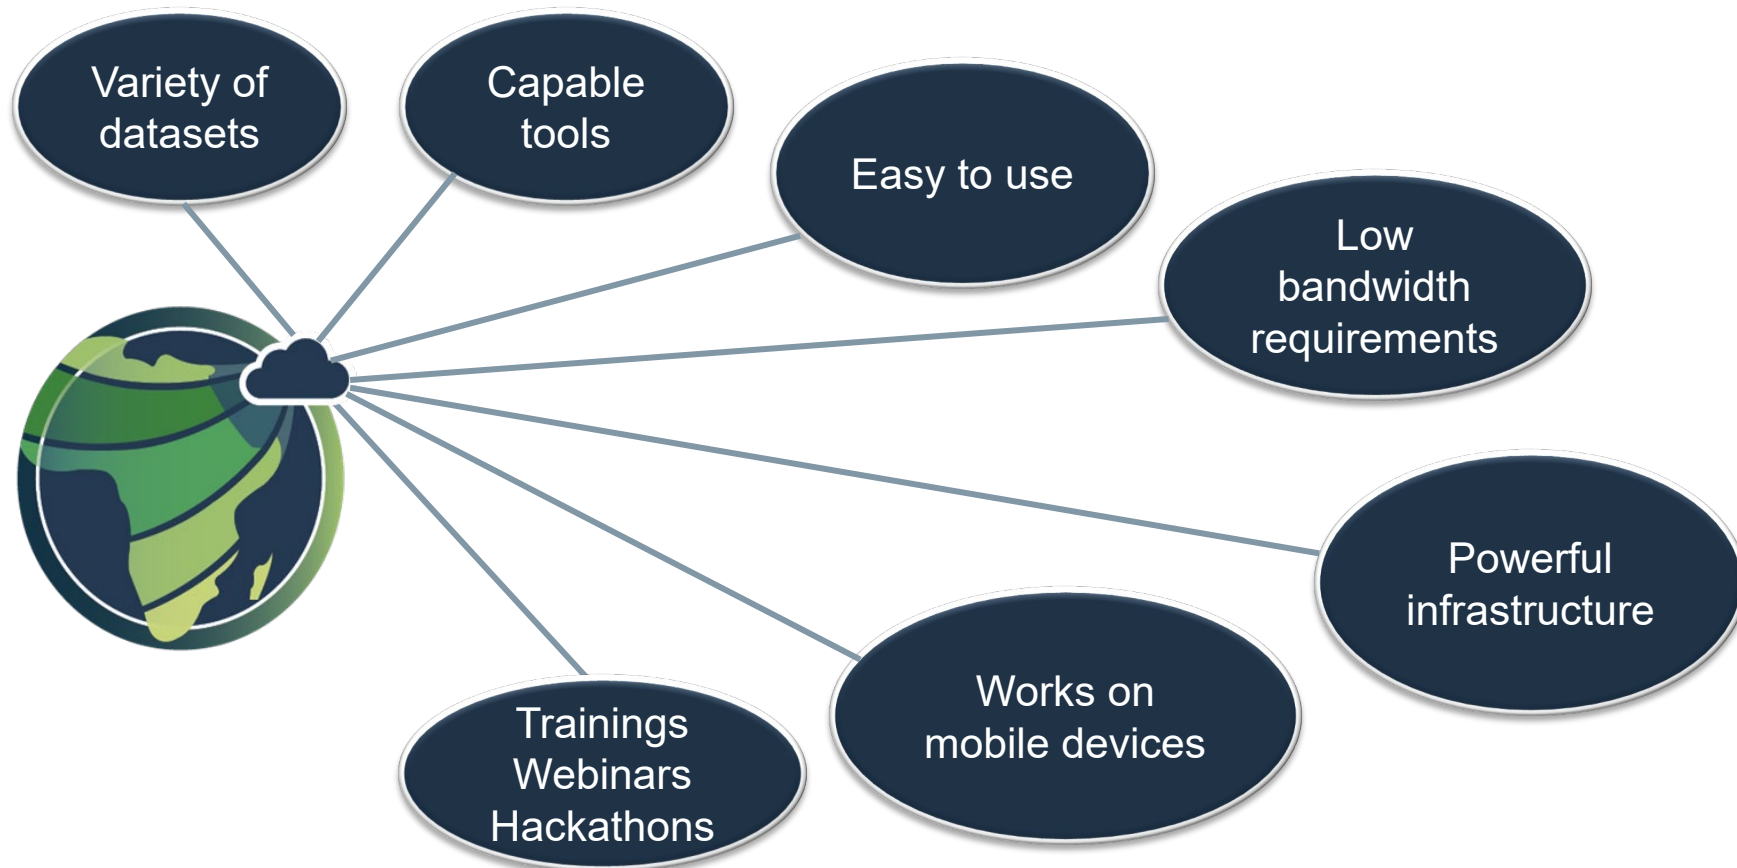 Variety of
datasets
Capable
tools
Easy to use
Low
bandwidth
requirements
Powerful
infrastructure
Works on
mobile devices
Trainings
Webinars
Hackathons